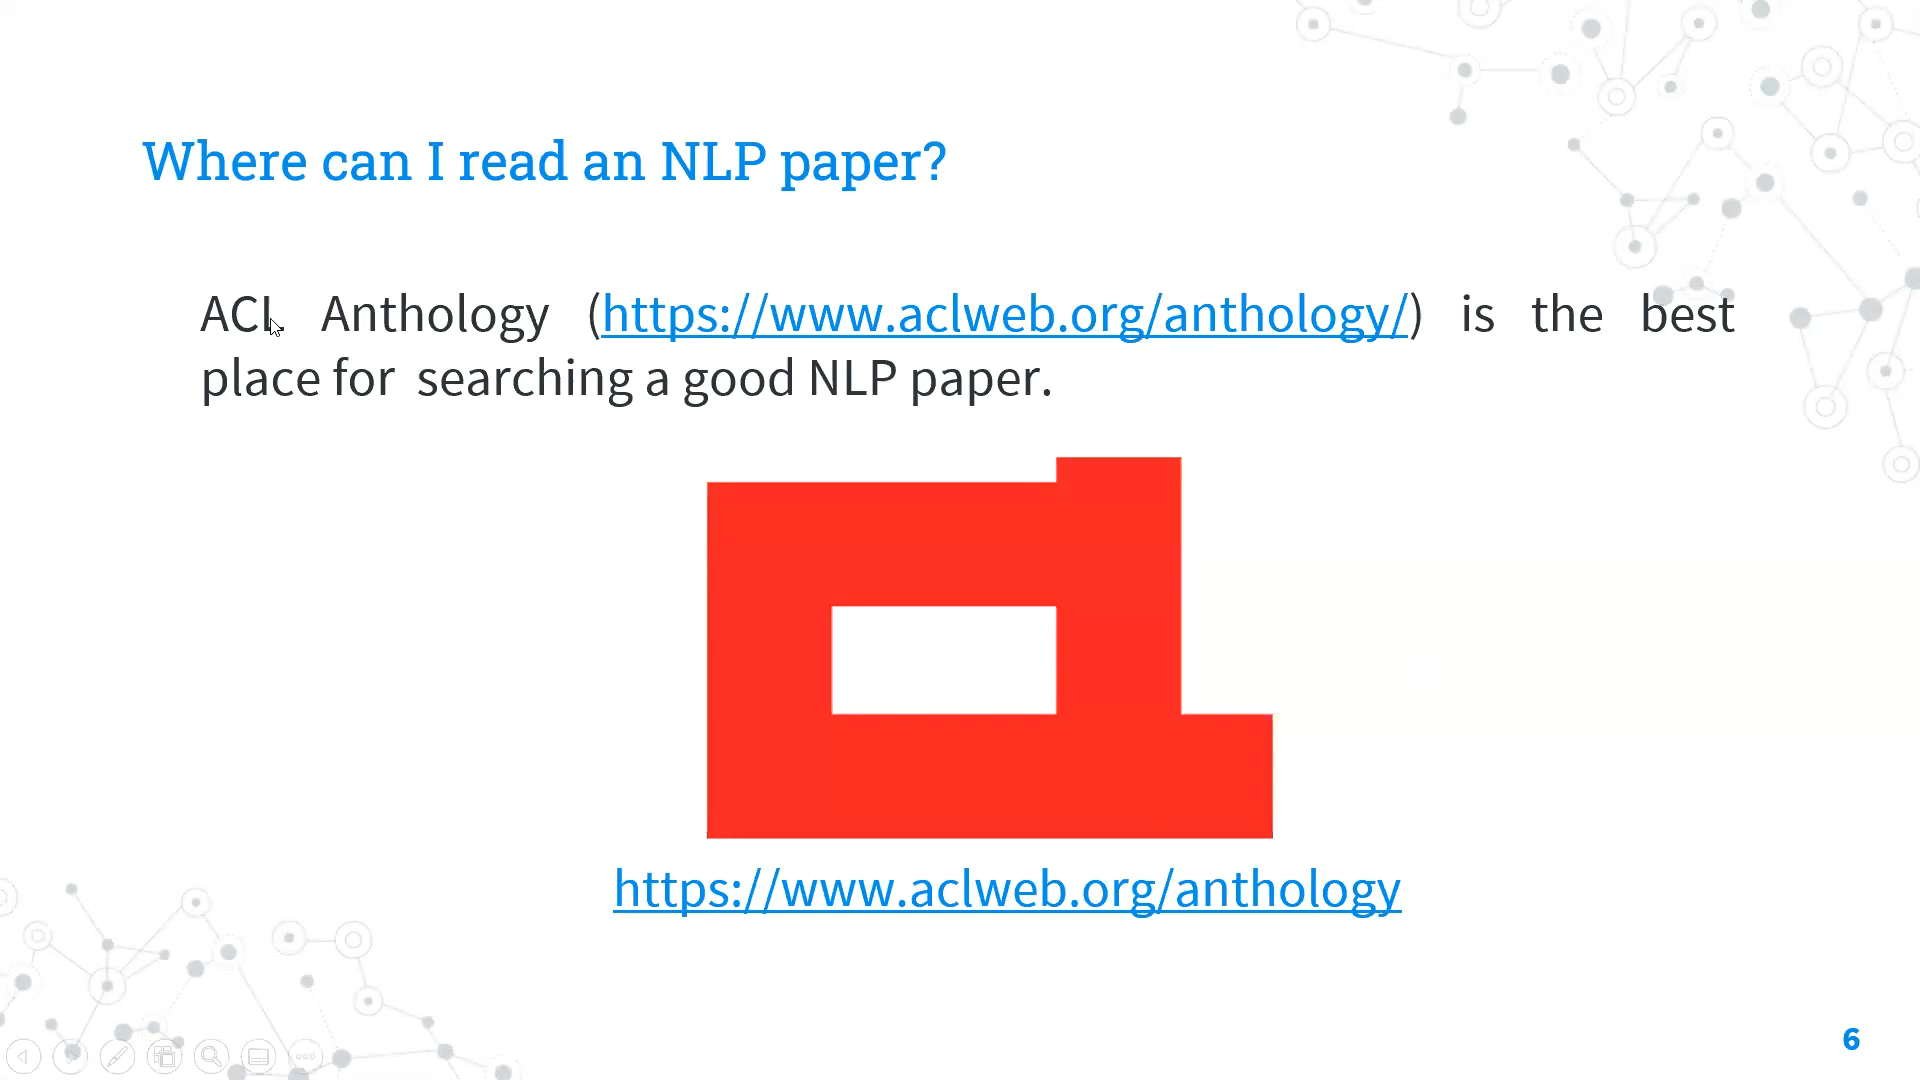 Where can I read an NLP paper?
ACL Anthology (https://www.aclweb.org/anthology/) is the best
place for searching a good NLP paper.
https://www.aclweb.org/anthology
6